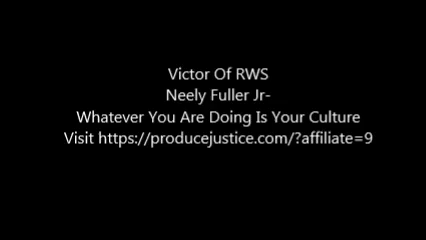 Victor Of RWS
Neely Fuller Jr-
Whatever You Are Doing Is Your Culture
Visit https://producejustice.com/?affiliate=9